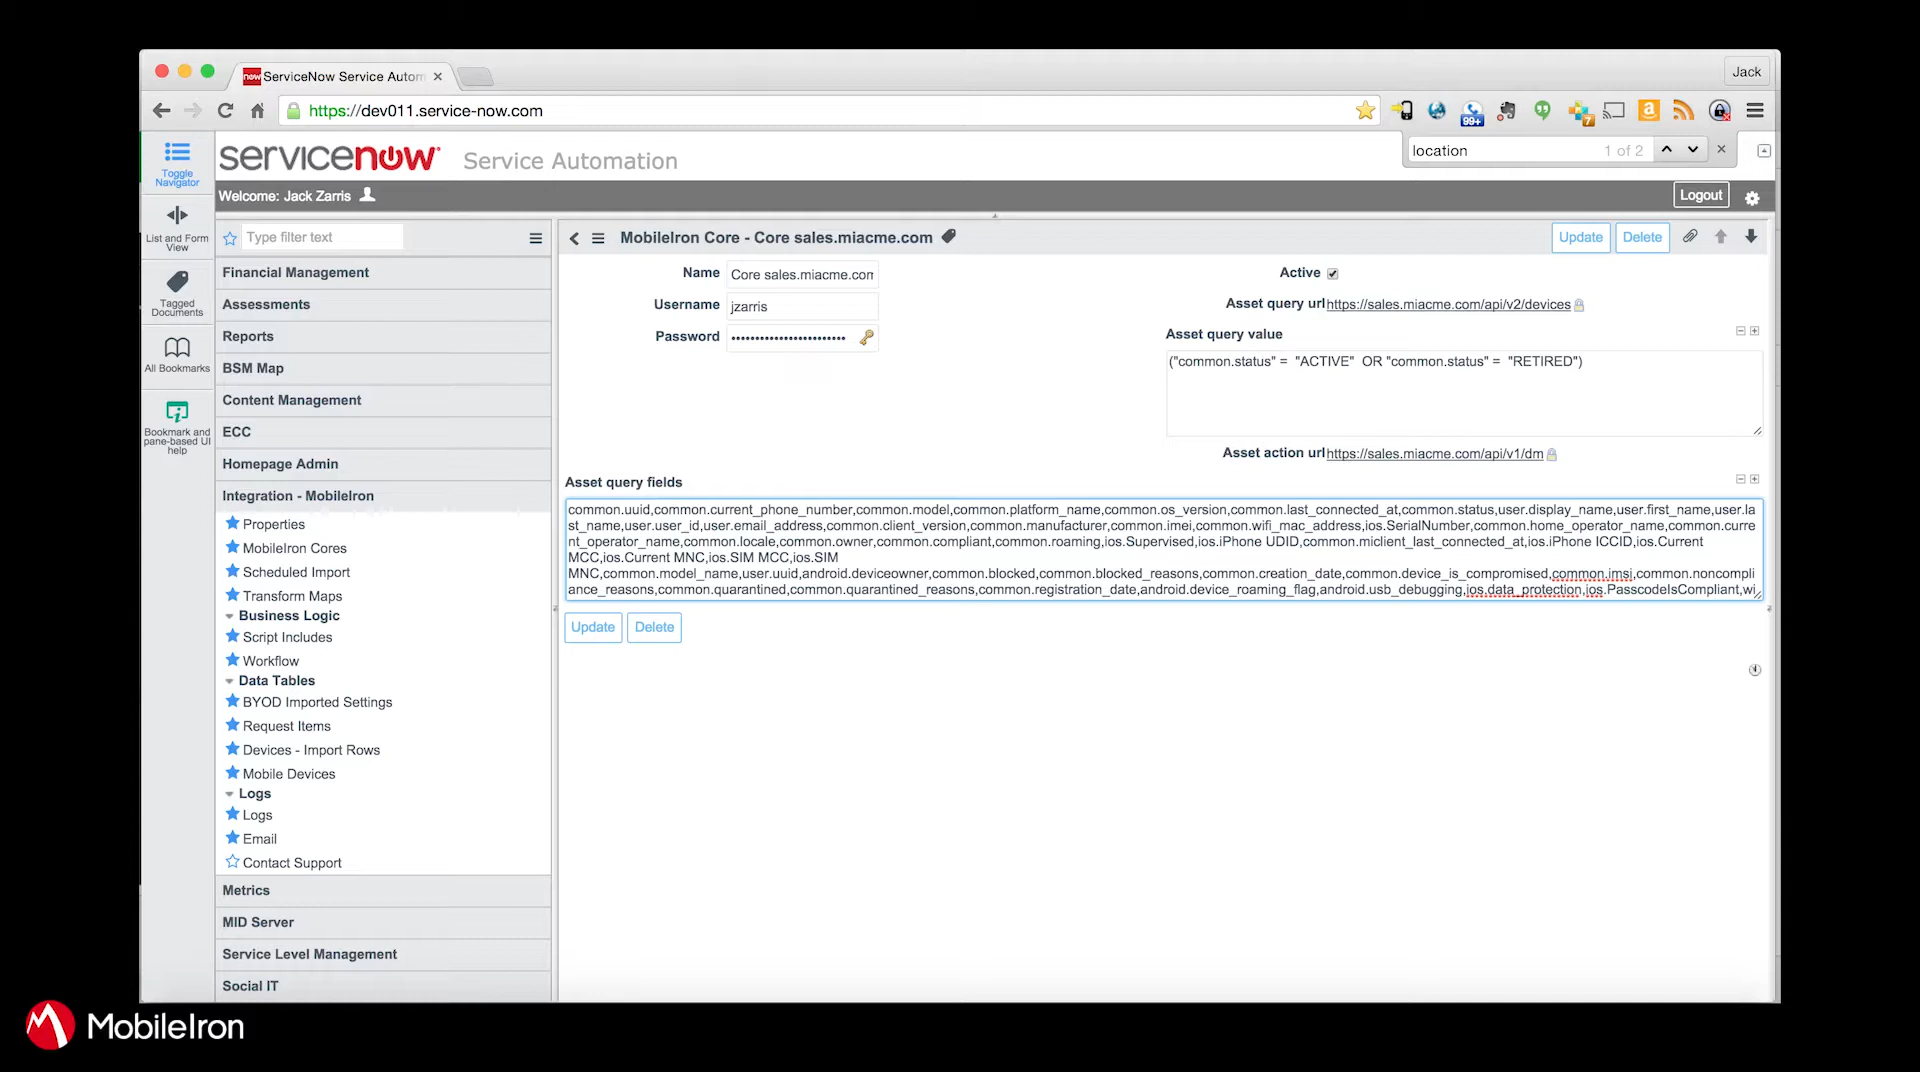 ServiceNow Service Autom
Jack
https://dev011.service-now.com
99+
7
location
1 of 2
servicenow
Service Automation
Toggle
Navigator
Welcome: Jack Zarris
Logout
List and Form
View
Type filter text
MobileIron Core - Core sales.miacme.com
Update
Delete
Tagged
Documents
All Bookmarks
Bookmark and
pane-based UI
help
Financial Management
Assessments
Reports
BSM Map
Content Management
ECC
Homepage Admin
Integration - MobileIron
Properties
MobileIron Cores
Scheduled Import
Transform Maps
Business Logic
Script Includes
Workflow
Data Tables
BYOD Imported Settings
Request Items
Devices - Import Rows
Mobile Devices
Logs
Logs
Email
Contact Support
Metrics
MID Server
Service Level Management
Social IT
Name
Core sales.miacme.com
Username
jzarris
Password
Active
Asset query url
https://sales.miacme.com/api/v2/devices
Asset query value
("common.status" = "ACTIVE" OR "common.status" = "RETIRED")
Asset action url
https://sales.miacme.com/api/v1/dm
Asset query fields
common.uuid,common.current_phone_number,common.model,common.platform_name,common.os_version,common.last_connected_at,common.status,user.display_name,user.first_name,user.la
st_name,user.user_id,user.email_address,common.client_version,common.manufacturer,common.imei,common.wifi_mac_address,ios.SerialNumber,common.home_operator_name,common.curre
nt_operator_name,common.locale,common.owner,common.compliant,common.roaming,ios.Supervised,ios.iPhone UDID,common.miclient_last_connected_at,ios.iPhone ICCID,ios.Current
MCC,ios.Current MNC,ios.SIM MCC,ios.SIM
MNC,common.model_name,user.uuid,android.deviceowner,common.blocked,common.blocked_reasons,common.creation_date,common.device_is_compromised,common.imsi,common.noncompli
ance_reasons,common.quarantined,common.quarantined_reasons,common.registration_date,android.device_roaming_flag,android.usb_debugging,ios.data_protection,ios.PasscodeIsCompliant,wi
Update
Delete
MobileIron